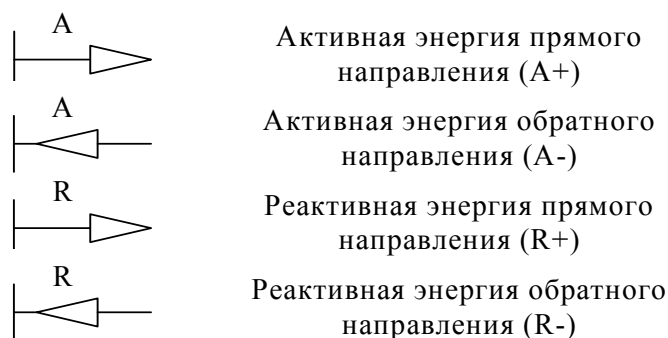 A
Активная энергия прямого
направления (A+)
A
Активная энергия обратного
направления (A-)
R
Реактивная энергия прямого
направления (R+)
R
Реактивная энергия обратного
направления (R-)